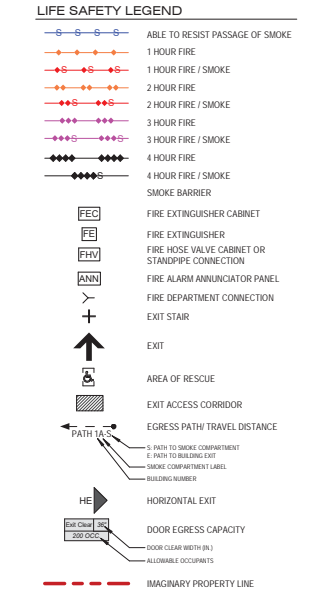 LIFE SAFETY LEGEND
S S S S ABLE TO RESIST PASSAGE OF SMOKE
1 HOUR FIRE
S S S 1 HOUR FIRE / SMOKE
2 HOUR FIRE
S S 2 HOUR FIRE / SMOKE
3 HOUR FIRE
S S 3 HOUR FIRE / SMOKE
4 HOUR FIRE
S 4 HOUR FIRE / SMOKE
SMOKE BARRIER
FEC FIRE EXTINGUISHER CABINET
FE FIRE EXTINGUISHER
FHV FIRE HOSE VALVE CABINET OR
STANDPIPE CONNECTION
ANN FIRE ALARM ANNUNCIATOR PANEL
FIRE DEPARTMENT CONNECTION
EXIT STAIR
EXIT
AREA OF RESCUE
EXIT ACCESS CORRIDOR
EGRESS PATH/ TRAVEL DISTANCE
PATH 1A-S
S: PATH TO SMOKE COMPARTMENT
E: PATH TO BUILDING EXIT
SMOKE COMPARTMENT LABEL
BUILDING NUMBER
HE HORIZONTAL EXIT
Exit Clear 36"
200 OCC. DOOR EGRESS CAPACITY
DOOR CLEAR WIDTH (IN.)
ALLOWABLE OCCUPANTS
IMAGINARY PROPERTY LINE